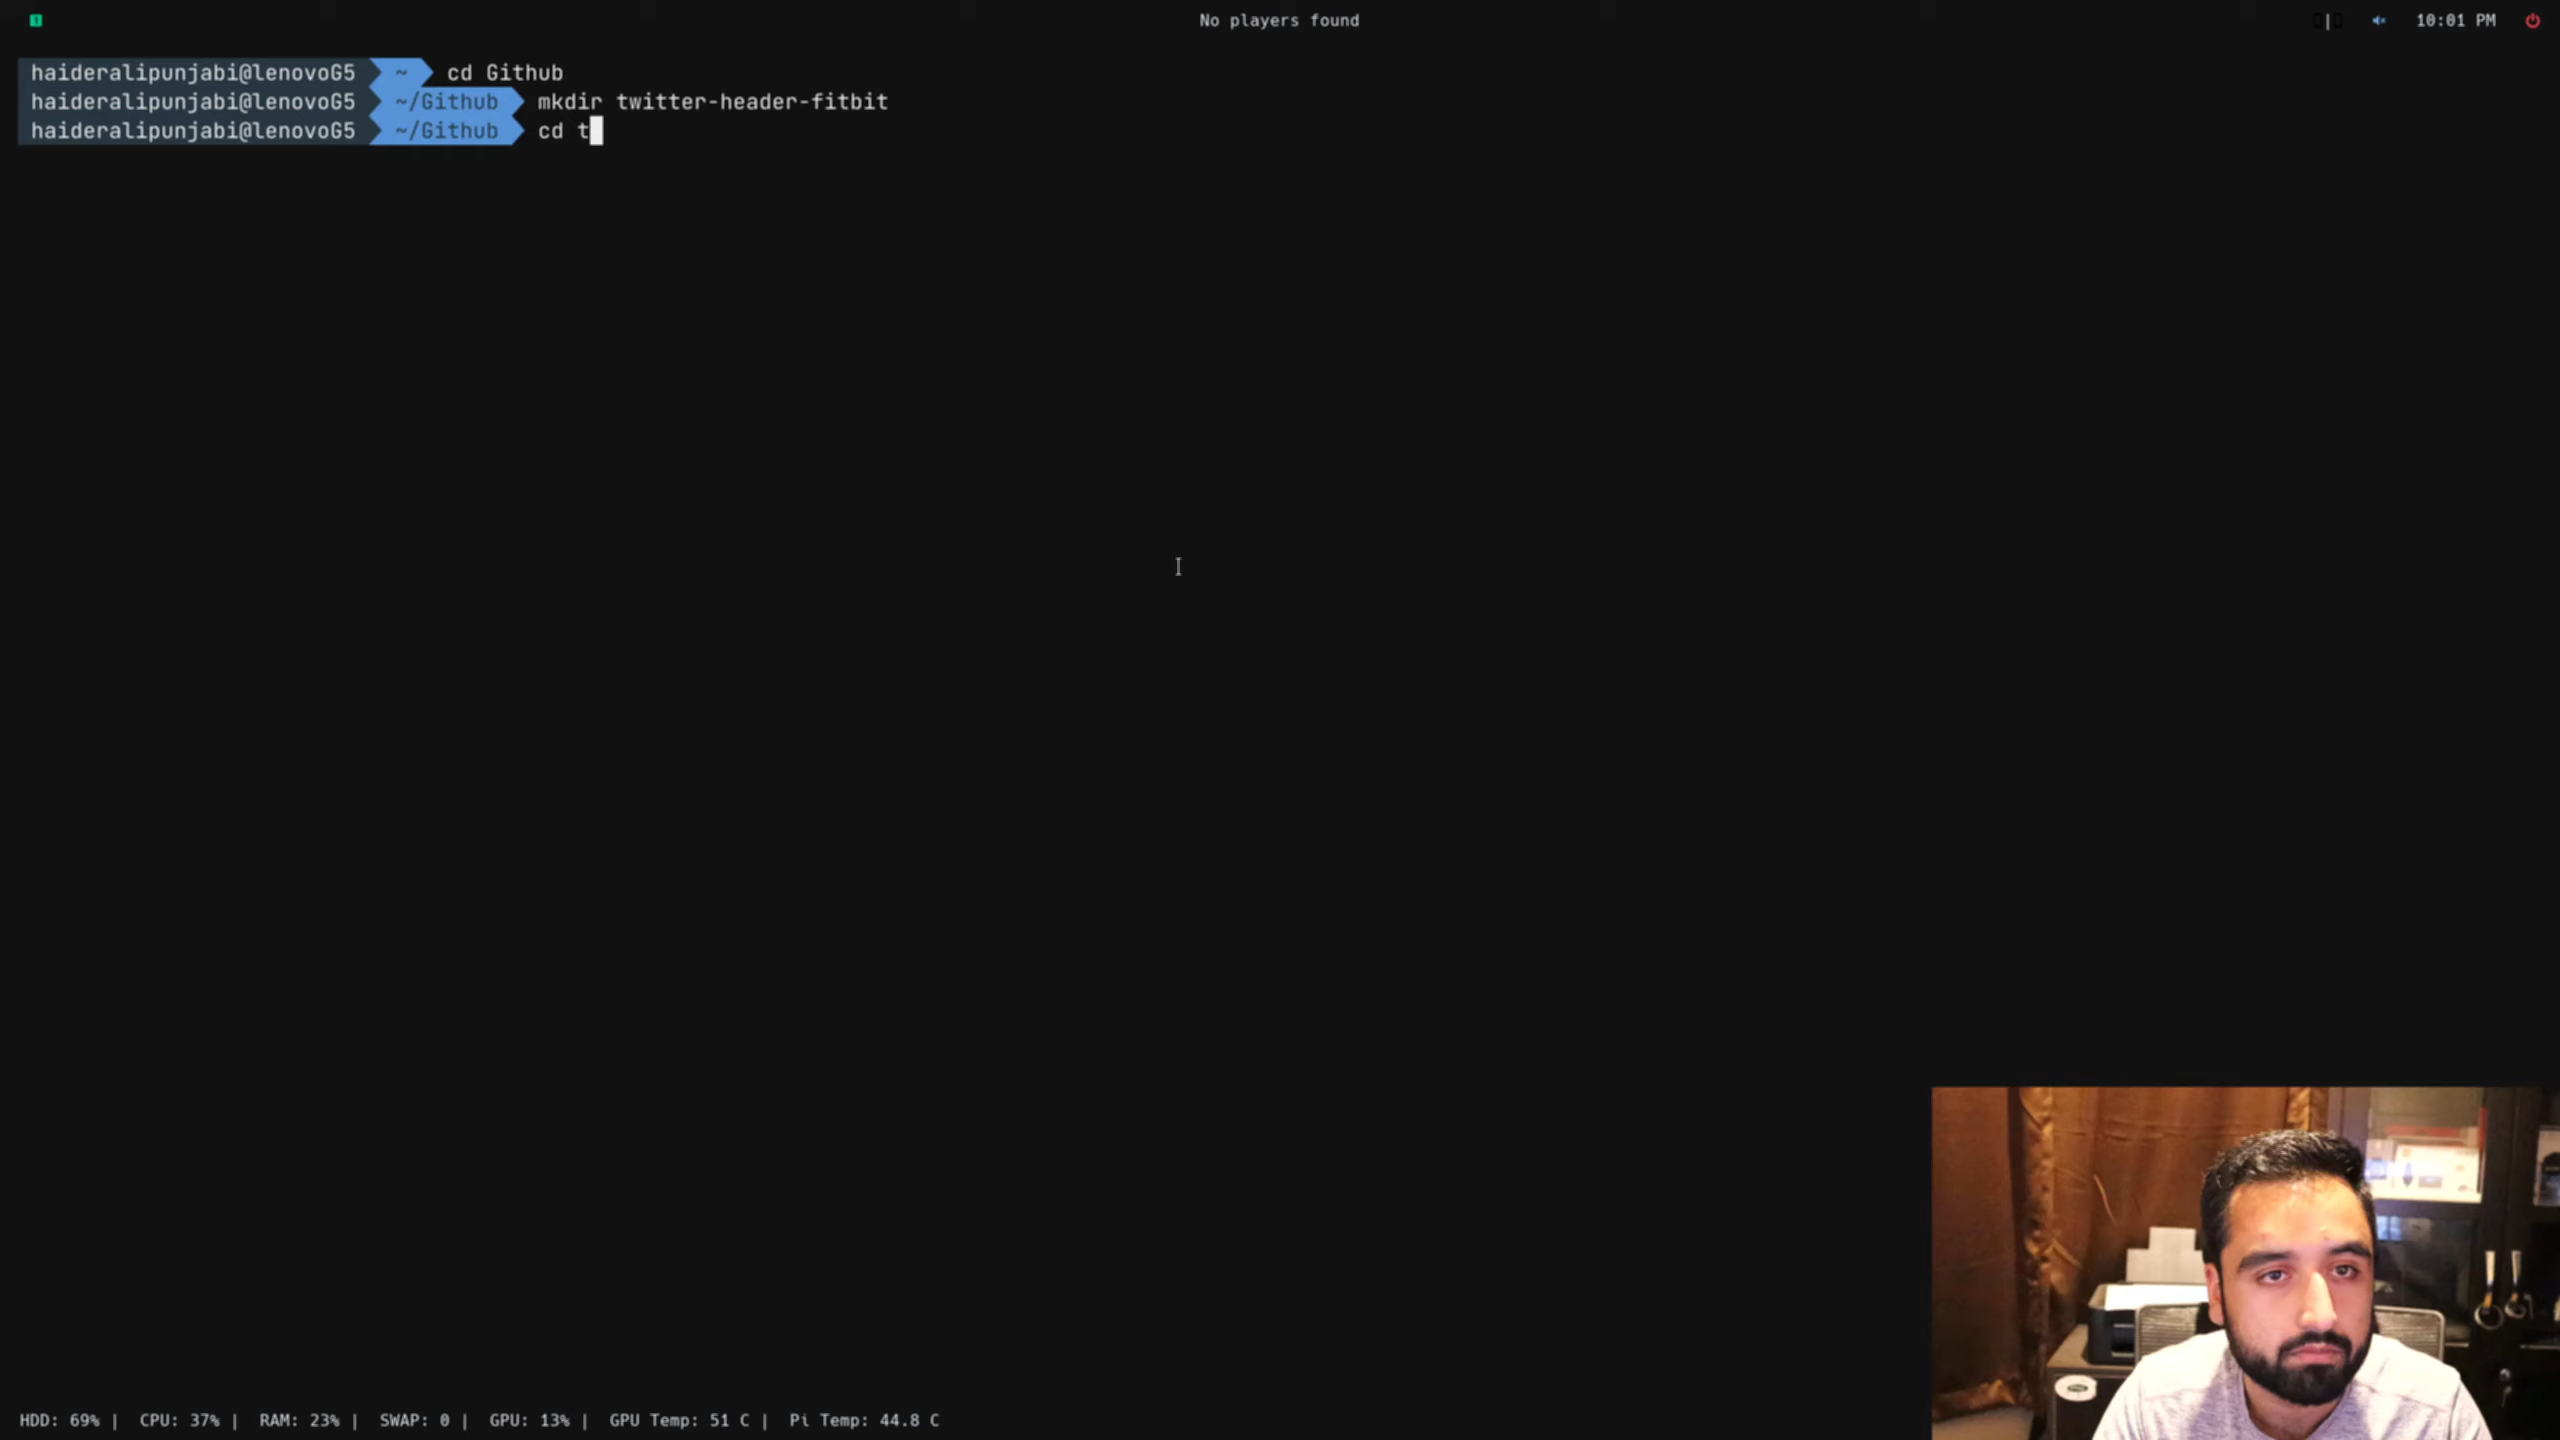 No players found
10:01 PM
haideralipunjabi@lenovoG5 ~ cd Github
haideralipunjabi@lenovoG5 ~/Github mkdir twitter-header-fitbit
haideralipunjabi@lenovoG5 ~/Github cd t
HDD: 69% | CPU: 37% | RAM: 23% | SWAP: 0 | GPU: 13% | GPU Temp: 51 C | Pi Temp: 44.8 C